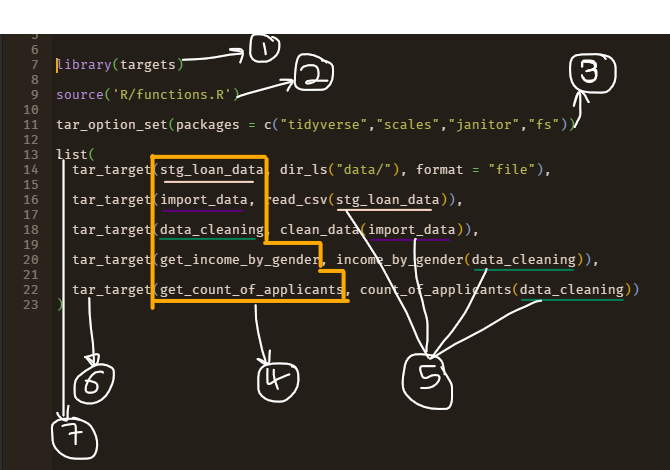 5
6
7 library(targets) 1
8 2
9 source('R/functions.R') 3
10
11 tar_option_set(packages = c("tidyverse","scales","janitor","fs"))
12
13 list(
14 tar_target(stg_loan_data, dir_ls("data/"), format = "file"),
15
16 tar_target(import_data, read_csv(stg_loan_data)),
17
18 tar_target(data_cleaning, clean_data(import_data)),
19
20 tar_target(get_income_by_gender, income_by_gender(data_cleaning)),
21
22 tar_target(get_count_of_applicants, count_of_applicants(data_cleaning))
23 )
6 4 5
7